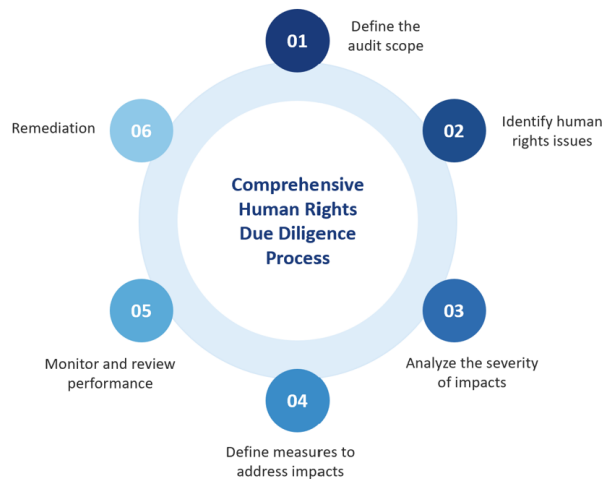 01
Define the
audit scope
02
Identify human
rights issues
03
Analyze the severity
of impacts
04
Define measures to
address impacts
05
Monitor and review
performance
06
Remediation
Comprehensive
Human Rights
Due Diligence
Process